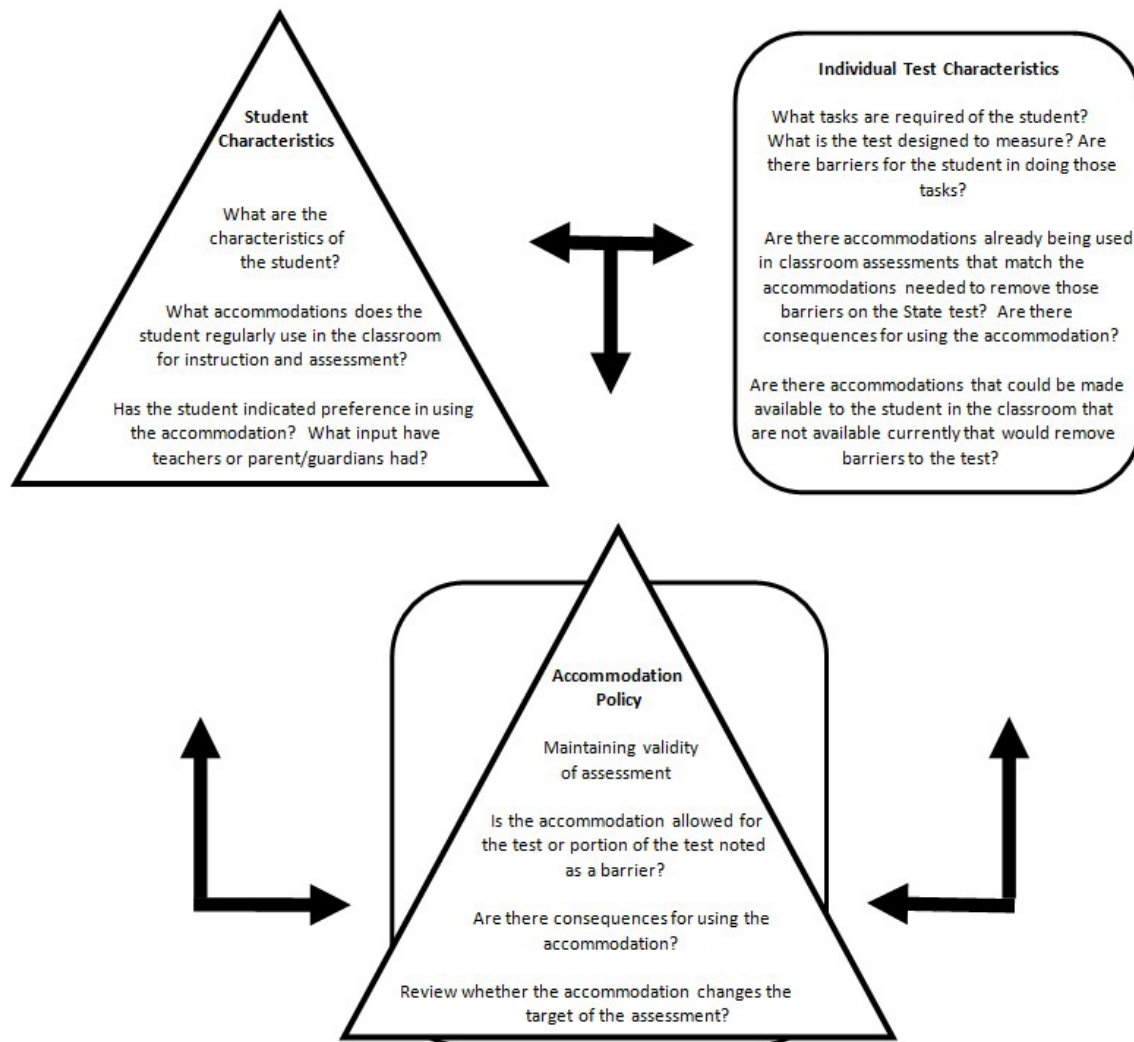 Student
Characteristics
What are the
characteristics of
the student?
What accommodations does the
student regularly use in the classroom
for instruction and assessment?
Has the student indicated preference in using
the accommodation? What input have
teachers or parent/guardians had?
Individual Test Characteristics
What tasks are required of the student?
What is the test designed to measure? Are
there barriers for the student in doing those
tasks?
Are there accommodations already being used
in classroom assessments that match the
accommodations needed to remove those
barriers on the State test? Are there
consequences for using the accommodation?
Are there accommodations that could be made
available to the student in the classroom that
are not available currently that would remove
barriers to the test?
Accommodation
Policy
Maintaining validity
of assessment
Is the accommodation allowed for
the test or portion of the test noted
as a barrier?
Are there consequences for using the
accommodation?
Review whether the accommodation changes the
target of the assessment?